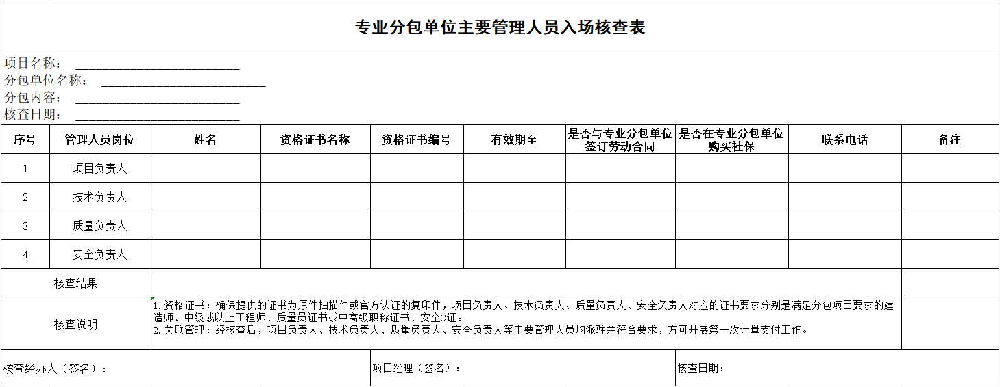 专业分包单位主要管理人员入场核查表
项目名称： ________________________
分包单位名称： ________________________
分包内容： ________________________
核查日期： ________________________
序号 管理人员岗位 姓名 资格证书名称 资格证书编号 有效期至 是否与专业分包单位签订劳动合同 是否在专业分包单位购买社保 联系电话 备注
1 项目负责人
2 技术负责人
3 质量负责人
4 安全负责人
核查结果
核查说明
1.资格证书：确保提供的证书为原件扫描件或官方认证的复印件，项目负责人、技术负责人、质量负责人、安全负责人对应的证书要求分别是满足分包项目要求的建
造师、中级或以上工程师、质量员证书或中高级职称证书、安全C证。
2.关联管理：经核查后，项目负责人、技术负责人、质量负责人、安全负责人等主要管理人员均派驻并符合要求，方可开展第一次计量支付工作。
核查经办人（签名）： 项目经理（签名）： 核查日期：